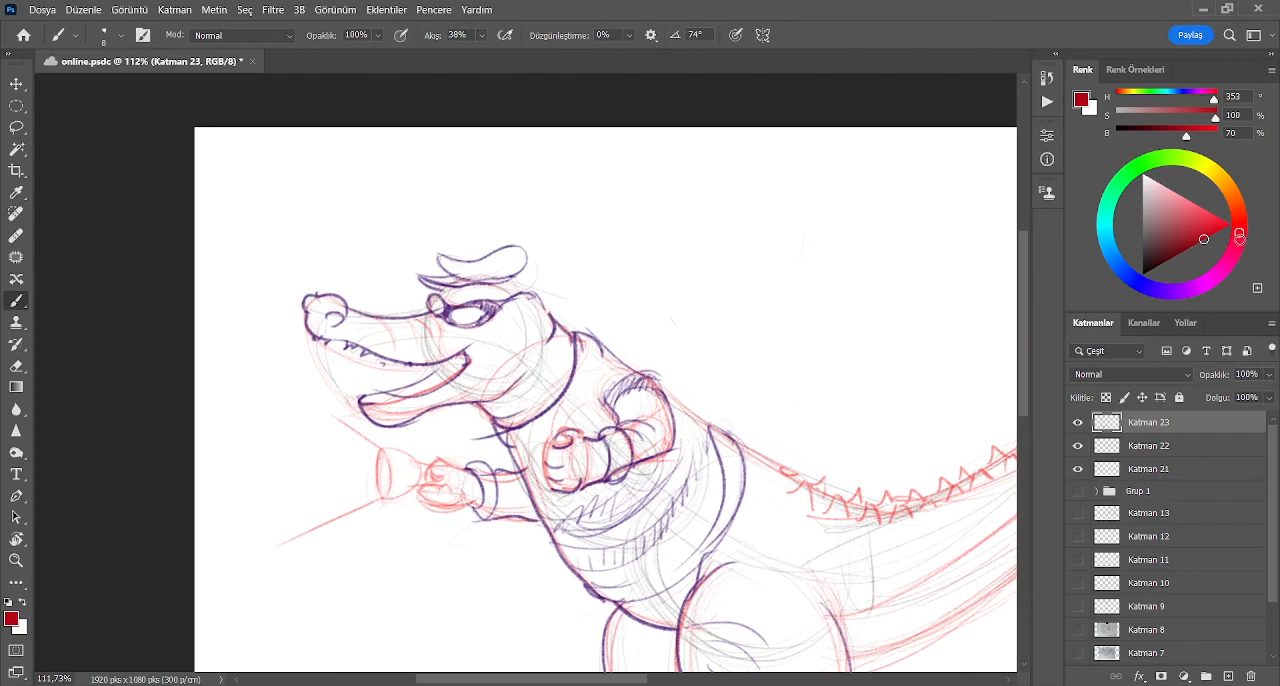 Ps Dosya Düzenle Görüntü Katman Metin Seç Filtre 3B Görünüm Eklentiler Pencere Yardım
8 Mod: Normal Opaklık: 100% Akış: 38% Düzgünleştirme: 0% 74° Paylaş
online.psdc @ 112% (Katman 23, RGB/8) *
Renk Renk Örnekleri
H 353 °
S 100 %
B 70 %
Katmanlar Kanallar Yollar
Çeşit
Normal Opaklık: 100%
Kilitle: Dolgu: 100%
Katman 23
Katman 22
Katman 21
Grup 1
Katman 13
Katman 12
Katman 11
Katman 10
Katman 9
Katman 8
Katman 7
111,73% 1920 pks x 1080 pks (300 p/cm)
fx